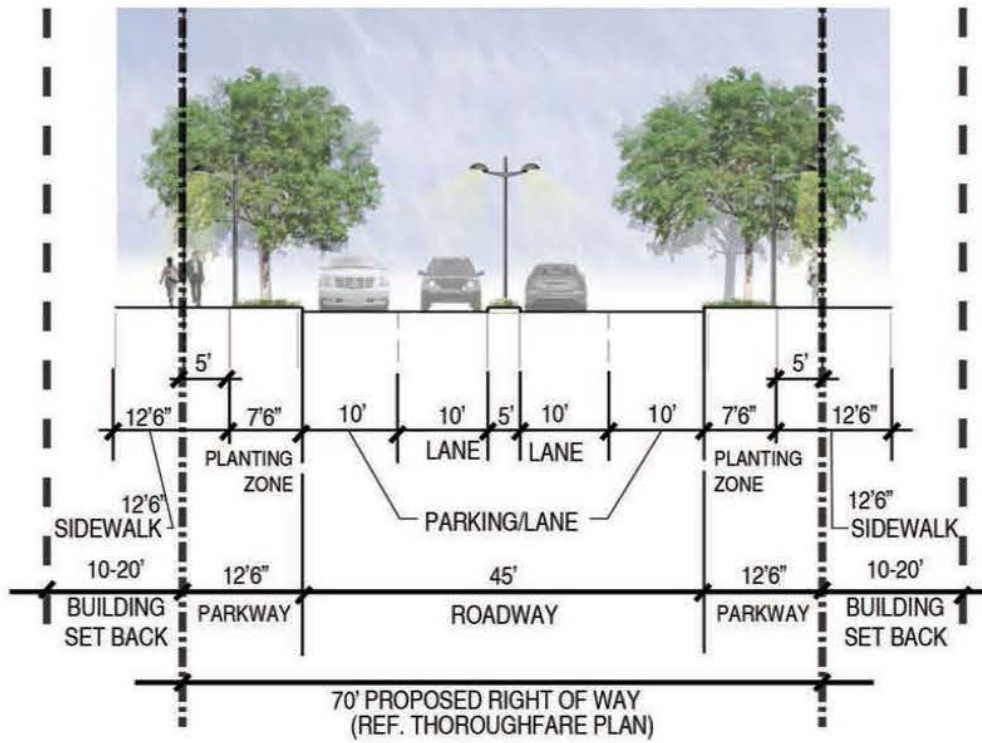 5’ 5’
12’6” 7’6” 10’ 10’ 5’ 10’ 10’ 7’6” 12’6”
LANE LANE
PLANTING ZONE
PLANTING ZONE
12’6”
SIDEWALK
PARKING/LANE
12’6”
SIDEWALK
10-20’ 12’6” 45’ 12’6” 10-20’
BUILDING SET BACK
PARKWAY
ROADWAY
PARKWAY
BUILDING SET BACK
70’ PROPOSED RIGHT OF WAY
(REF. THOROUGHFARE PLAN)